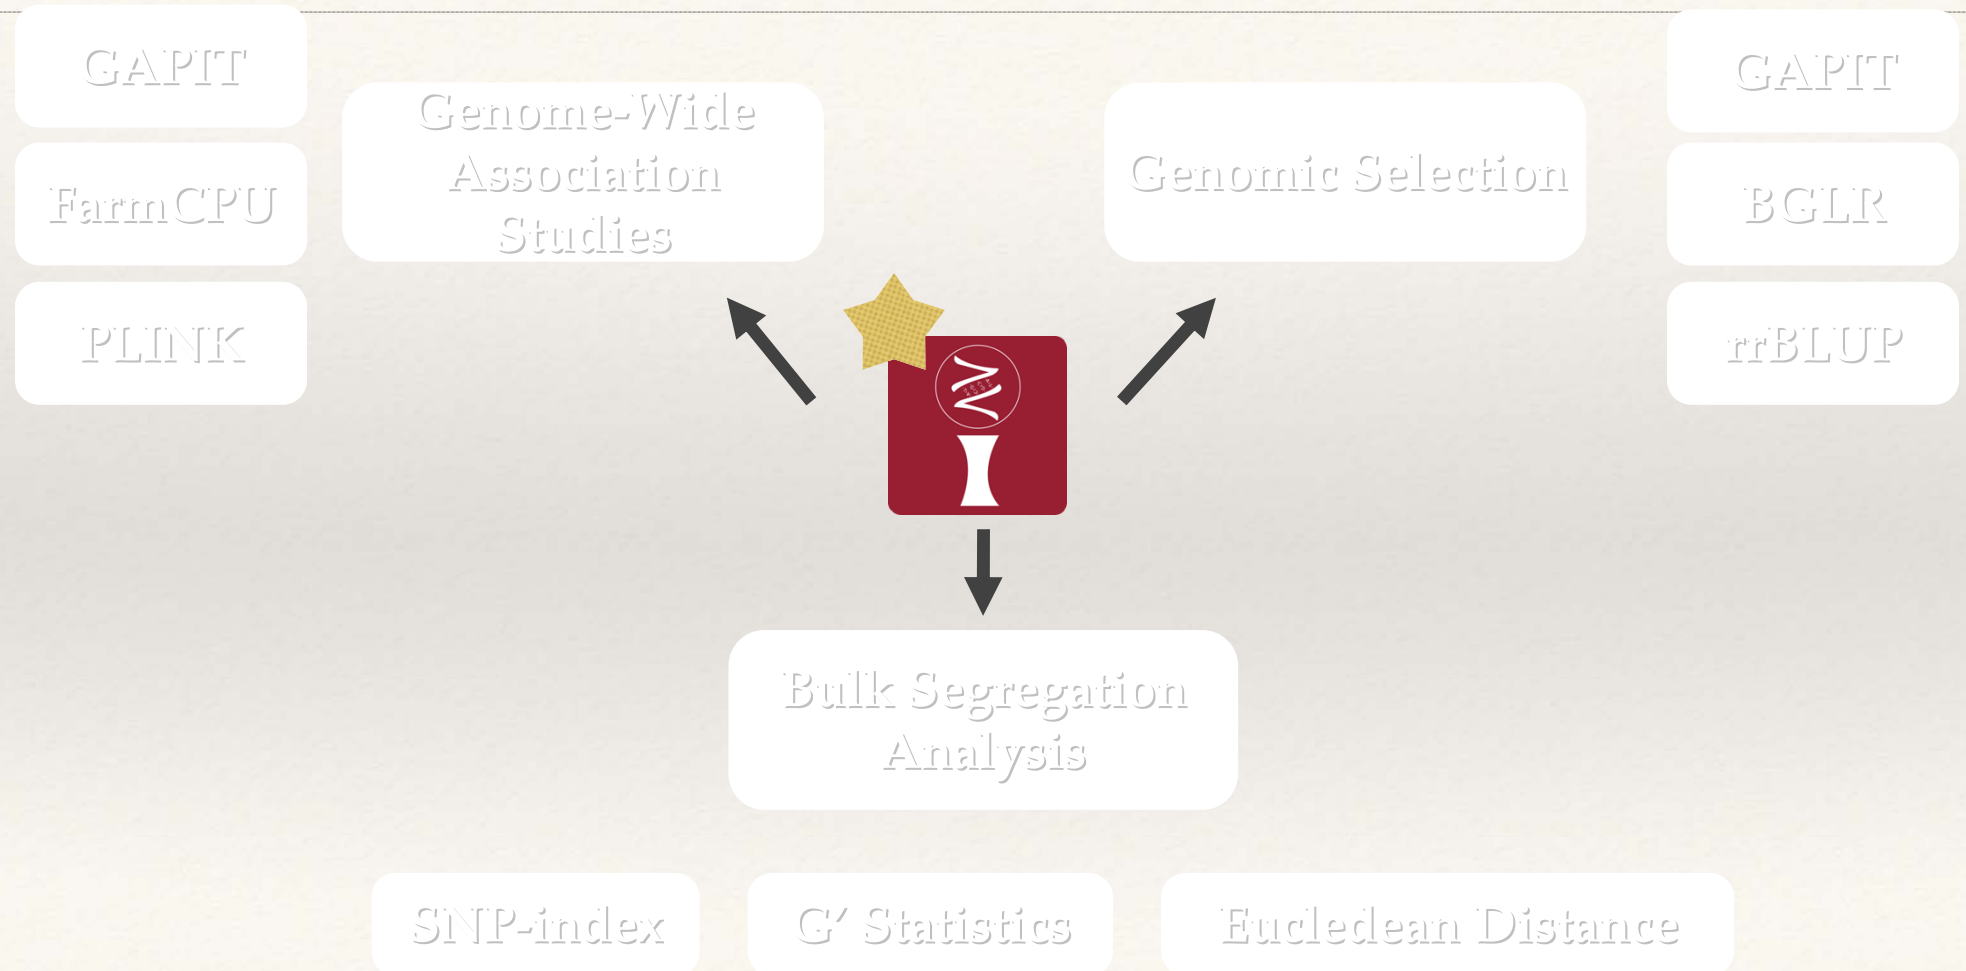 GAPIT
FarmCPU
PLINK
Genome-Wide
Association
Studies
Genomic Selection
GAPIT
BGLR
rrBLUP
Bulk Segregation
Analysis
SNP-index
G′ Statistics
Eucledean Distance